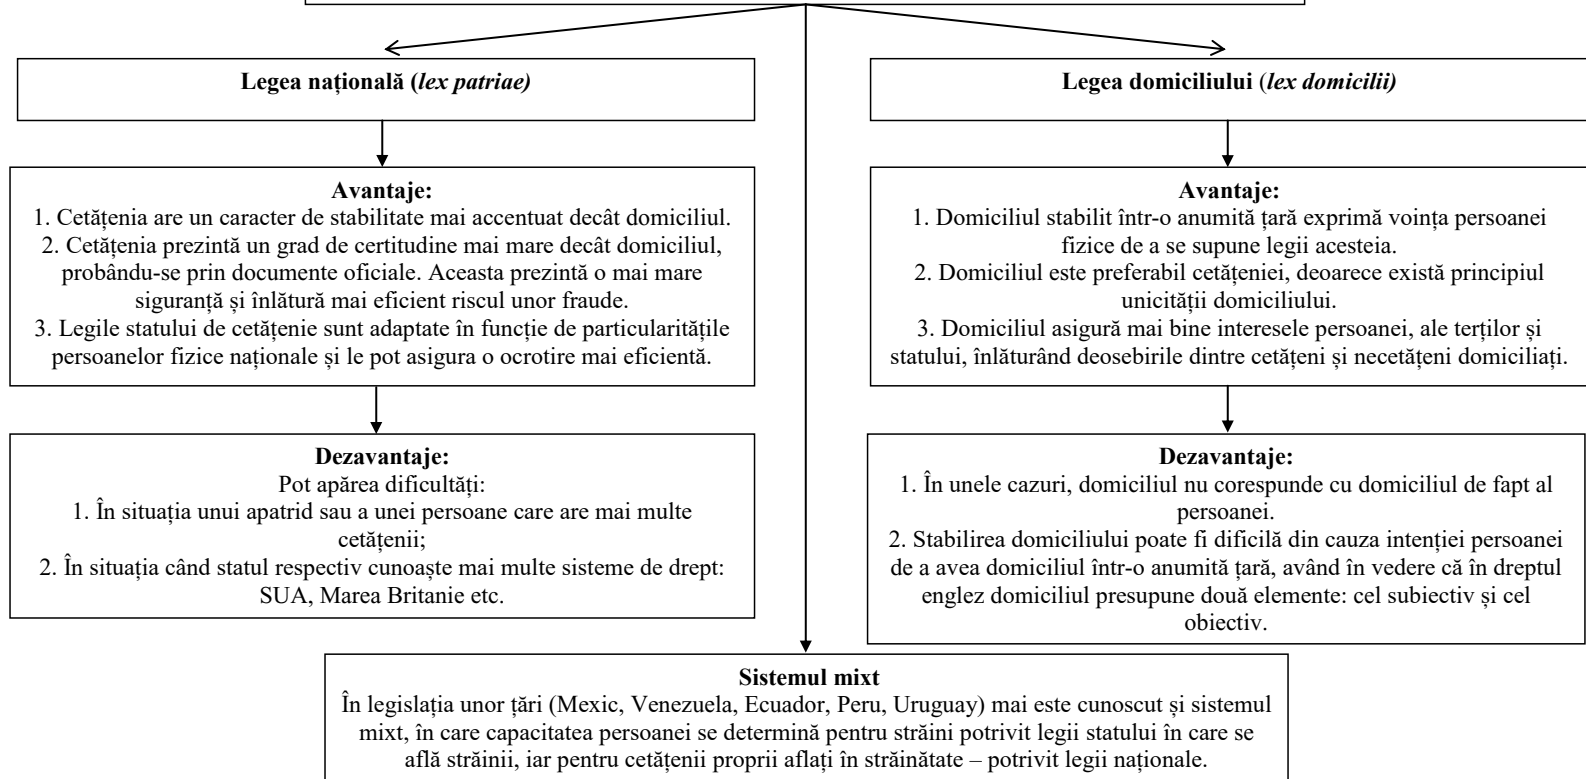 Legea națională (lex patriae)
Avantaje:
1. Cetățenia are un caracter de stabilitate mai accentuat decât domiciliul.
2. Cetățenia prezintă un grad de certitudine mai mare decât domiciliul,
probându-se prin documente oficiale. Aceasta prezintă o mai mare
siguranță și înlătură mai eficient riscul unor fraude.
3. Legile statului de cetățenie sunt adaptate în funcție de particularitățile
persoanelor fizice naționale și le pot asigura o ocrotire mai eficientă.
Dezavantaje:
Pot apărea dificultăți:
1. În situația unui apatrid sau a unei persoane care are mai multe
cetățenii;
2. În situația când statul respectiv cunoaște mai multe sisteme de drept:
SUA, Marea Britanie etc.
Legea domiciliului (lex domicilii)
Avantaje:
1. Domiciliul stabilit într-o anumită țară exprimă voința persoanei
fizice de a se supune legii acesteia.
2. Domiciliul este preferabil cetățeniei, deoarece există principiul
unicității domiciliului.
3. Domiciliul asigură mai bine interesele persoanei, ale terților și
statului, înlăturând deosebirile dintre cetățeni și necetățeni domiciliați.
Dezavantaje:
1. În unele cazuri, domiciliul nu corespunde cu domiciliul de fapt al
persoanei.
2. Stabilirea domiciliului poate fi dificilă din cauza intenției persoanei
de a avea domiciliul într-o anumită țară, având în vedere că în dreptul
englez domiciliul presupune două elemente: cel subiectiv și cel
obiectiv.
Sistemul mixt
În legislația unor țări (Mexic, Venezuela, Ecuador, Peru, Uruguay) mai este cunoscut și sistemul
mixt, în care capacitatea persoanei se determină pentru străini potrivit legii statului în care se
află străinii, iar pentru cetățenii proprii aflați în străinătate – potrivit legii naționale.